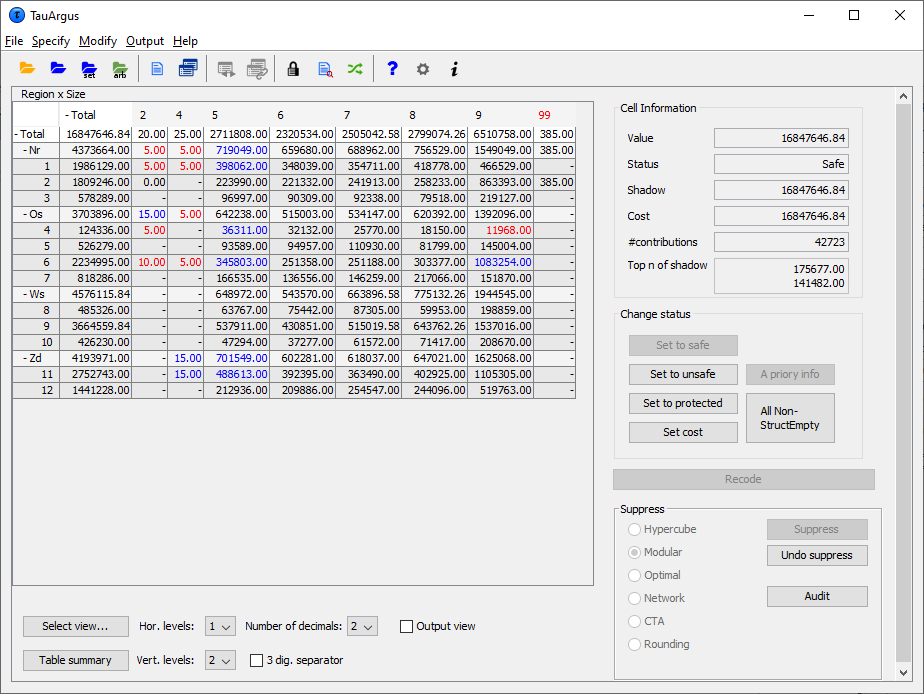 TauArgus
File Specify Modify Output Help
set arb
Region x Size
- Total 2 4 5 6 7 8 9 99
- Total 16847646.84 20.00 25.00 2711808.00 2320534.00 2505042.58 2799074.26 6510758.00 385.00
- Nr 4373664.00 5.00 5.00 719049.00 659680.00 688962.00 756529.00 1549049.00 385.00
1 1986129.00 5.00 5.00 398062.00 348039.00 354711.00 418778.00 466529.00 -
2 1809246.00 0.00 - 223990.00 221332.00 241913.00 258233.00 863393.00 385.00
3 578289.00 - - 96997.00 90309.00 92338.00 79518.00 219127.00 -
- Os 3703896.00 15.00 5.00 642238.00 515003.00 534147.00 620392.00 1392096.00 -
4 124336.00 5.00 - 36311.00 32132.00 25770.00 18150.00 11968.00 -
5 526279.00 - - 93589.00 94957.00 110930.00 81799.00 145004.00 -
6 2234995.00 10.00 5.00 345803.00 251358.00 251188.00 303377.00 1083254.00 -
7 818286.00 - - 166535.00 136556.00 146259.00 217066.00 151870.00 -
- Ws 4576115.84 - - 648972.00 543570.00 663896.58 775132.26 1944545.00 -
8 485326.00 - - 63767.00 75442.00 87305.00 59953.00 198859.00 -
9 3664559.84 - - 537911.00 430851.00 515019.58 643762.26 1537016.00 -
10 426230.00 - - 47294.00 37277.00 61572.00 71417.00 208670.00 -
- Zd 4193971.00 - 15.00 701549.00 602281.00 618037.00 647021.00 1625068.00 -
11 2752743.00 - 15.00 488613.00 392395.00 363490.00 402925.00 1105305.00 -
12 1441228.00 - - 212936.00 209886.00 254547.00 244096.00 519763.00 -
Cell Information
Value 16847646.84
Status Safe
Shadow 16847646.84
Cost 16847646.84
#contributions 42723
Top n of shadow 175677.00
141482.00
Change status
Set to safe
Set to unsafe A priory info
Set to protected All Non-
StructEmpty
Set cost
Recode
Suppress
Hypercube Suppress
Modular Undo suppress
Optimal
Network Audit
CTA
Rounding
Select view... Hor. levels: 1 Number of decimals: 2 Output view
Table summary Vert. levels: 2 3 dig. separator